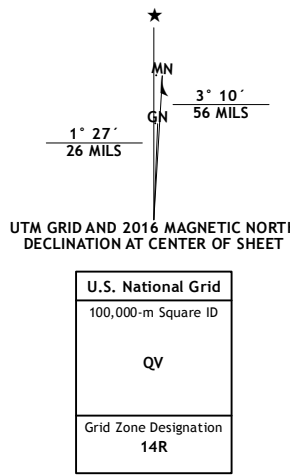 ★
MN
GN
3° 10´
56 MILS
1° 27´
26 MILS
UTM GRID AND 2016 MAGNETIC NORTH
DECLINATION AT CENTER OF SHEET
U.S. National Grid
100,000-m Square ID
QV
Grid Zone Designation
14R